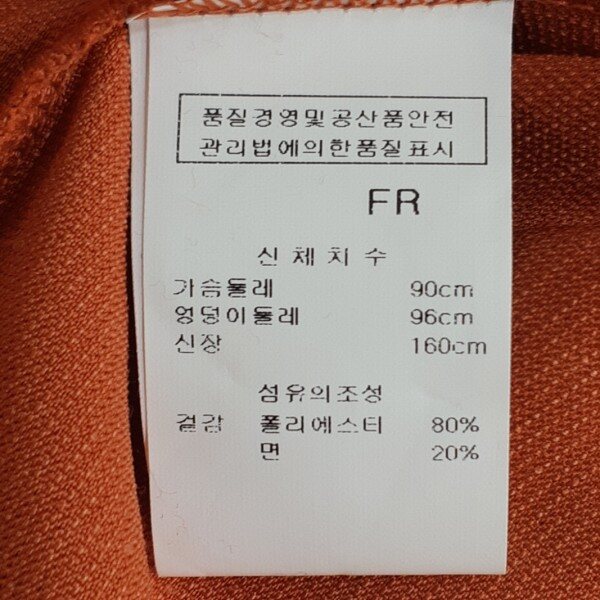 품질경영및공산품안전
관리법에의한품질표시
FR
신체치수
가슴둘레 90cm
엉덩이둘레 96cm
신장 160cm
섬유의조성
겉감 폴리에스터 80%
면 20%